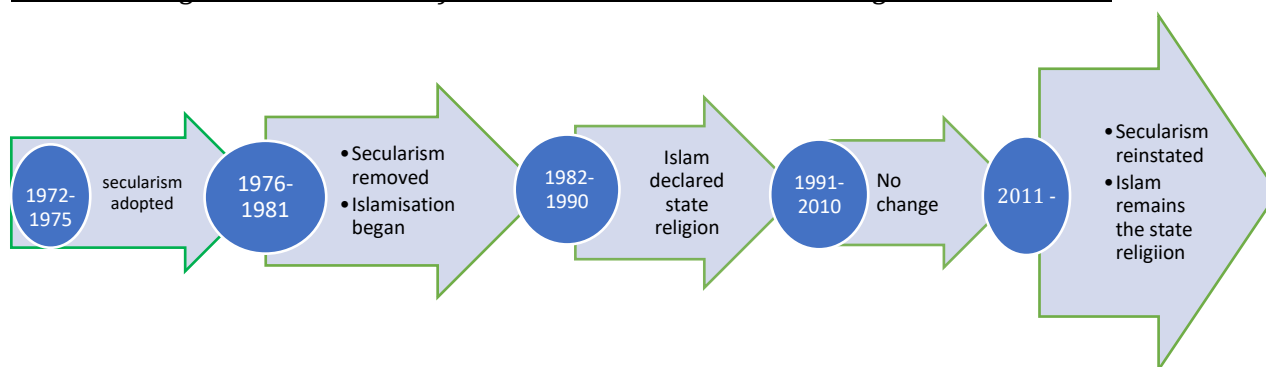 1972-
1975
secularism
adopted
1976-
1981
•Secularism
removed
•Islamisation
began
1982-
1990
Islam
declared
state
religion
1991-
2010
No
change
2011 -
•Secularism
reinstated
•Islam
remains
the state
religiion